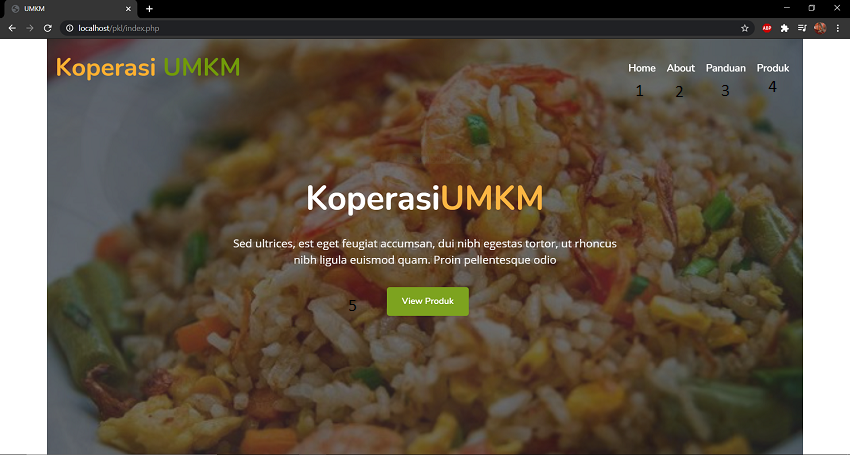 UMKM
localhost/pkl/index.php
ABP
Koperasi UMKM
Home About Panduan Produk
1 2 3 4
KoperasiUMKM
Sed ultrices, est eget feugiat accumsan, dui nibh egestas tortor, ut rhoncus
nibh ligula euismod quam. Proin pellentesque odio
5 View Produk